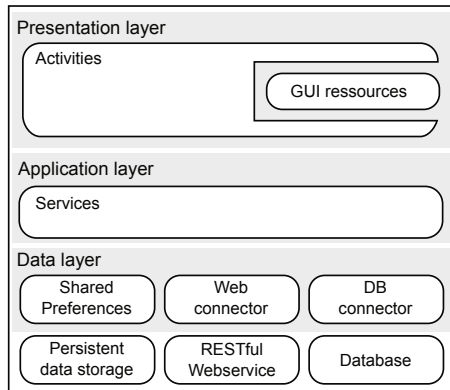 Presentation layer
Activities
GUI ressources
Application layer
Services
Data layer
Shared
Preferences
Web
connector
DB
connector
Persistent
data storage
RESTful
Webservice
Database